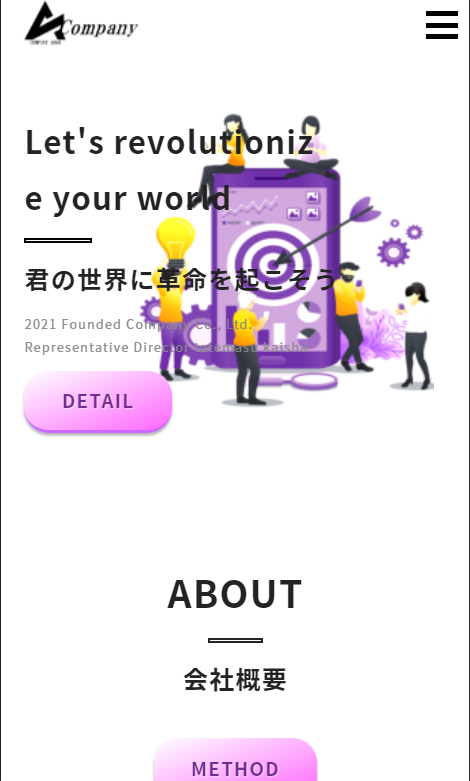 Company
Let's revolutioniz
e your world
君の世界に革命を起こそう
2021 Founded Company Co., Ltd.
Representative Director
DETAIL
ABOUT
会社概要
METHOD